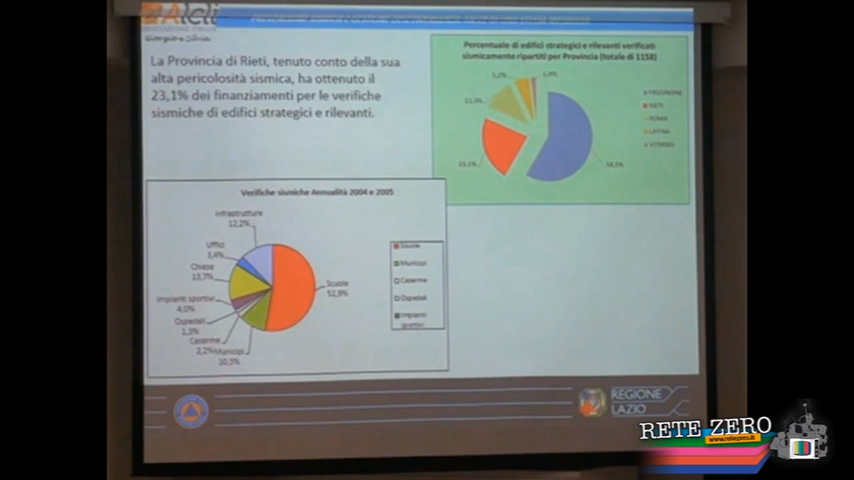 Giorgio e Silvia
La Provincia di Rieti, tenuto conto della sua
alta pericolosità sismica, ha ottenuto il
23,1% dei finanziamenti per le verifiche
sismiche di edifici strategici e rilevanti.
Percentuale di edifici strategici e rilevanti verificati
sismicamente ripartiti per Provincia (totale di 1158)
FROSINONE
RIETI
ROMA
LATINA
VITERBO
Verifiche sismiche Annualità 2004 e 2005
Infrastrutture
12,2%
Uffici
3,4%
Chiese
13,7%
Impianti sportivi
4,0%
Ospedali
1,3%
Caserme
2,2%
Municipi
10,3%
Scuole
52,9%
Scuole
Municipi
Caserme
Ospedali
Impianti
sportivi
REGIONE
LAZIO
RETE ZERO
www.retezero.it